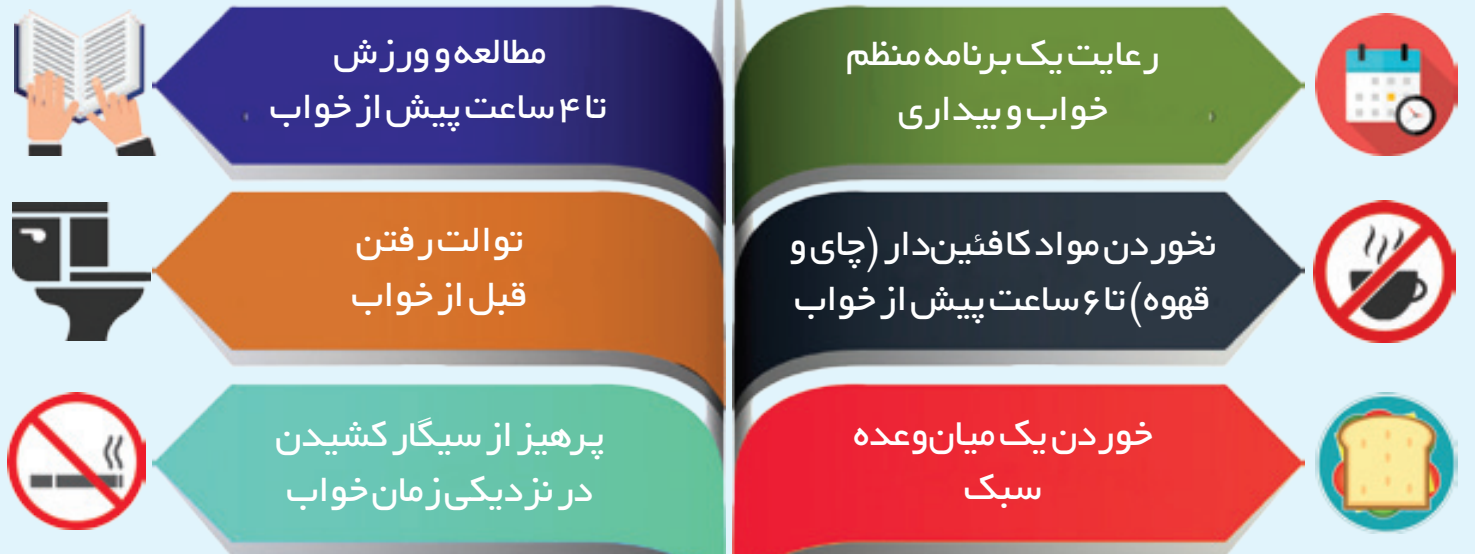 رعایت یک برنامه منظم
خواب و بیداری
مطالعه و ورزش
تا ۴ ساعت پیش از خواب
نخوردن مواد کافئین‌دار (چای و
قهوه) تا ۶ ساعت پیش از خواب
توالت رفتن
قبل از خواب
خوردن یک میان‌وعده
سبک
پرهیز از سیگار کشیدن
در نزدیکی زمان خواب